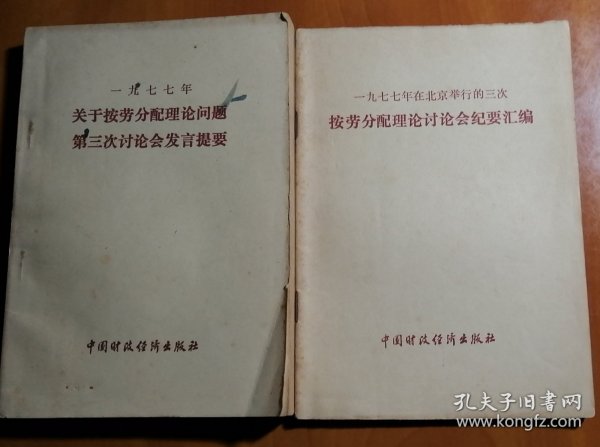 一九七七年
关于按劳分配理论问题
第三次讨论会发言提要
中国财政经济出版社
一九七七年在北京举行的三次
按劳分配理论讨论会纪要汇编
中国财政经济出版社
孔夫子旧书网
www.kongfz.com